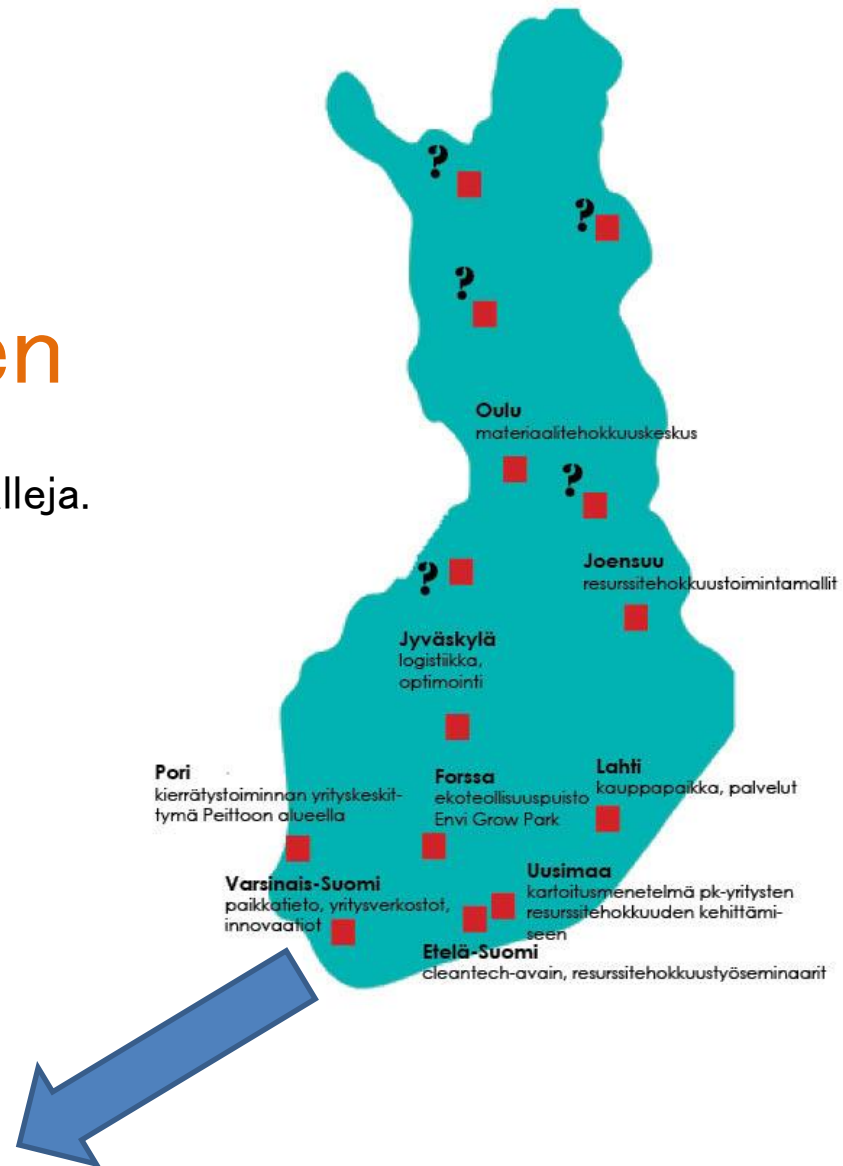 ?
?
?
en
Oulu
materiaalitehokkuuskeskus
lleja.
?
Joensuu
resurssitehokkuustoimintamallit
?
Jyväskylä
logistiikka,
optimointi
Pori
kierrätystoiminnan yrityskeskit-
tymä Peittoon alueella
Forssa
ekoteollisuuspuisto
Envi Grow Park
Lahti
kauppapaikka, palvelut
Varsinais-Suomi
paikkatieto, yritysverkostot,
innovaatiot
Uusimaa
kartoitusmenetelmä pk-yritysten
resurssitehokkuuden kehittämi-
seen
Etelä-Suomi
cleantech-avain, resurssitehokkuustyöseminaarit